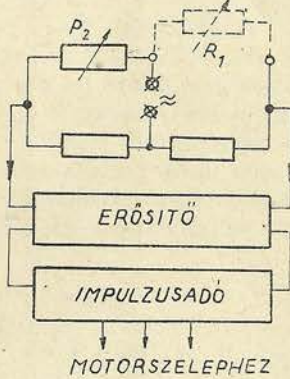 P2
R1
≈
ERŐSITŐ
IMPULZUSADÓ
MOTORSZELEPHEZ